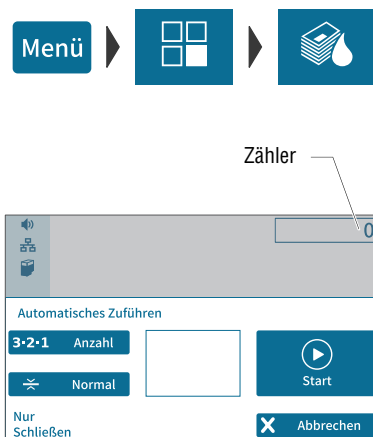 Menü
Zähler
0
Automatisches Zuführen
3·2·1 Anzahl
Normal
Start
Nur
Schließen
X Abbrechen